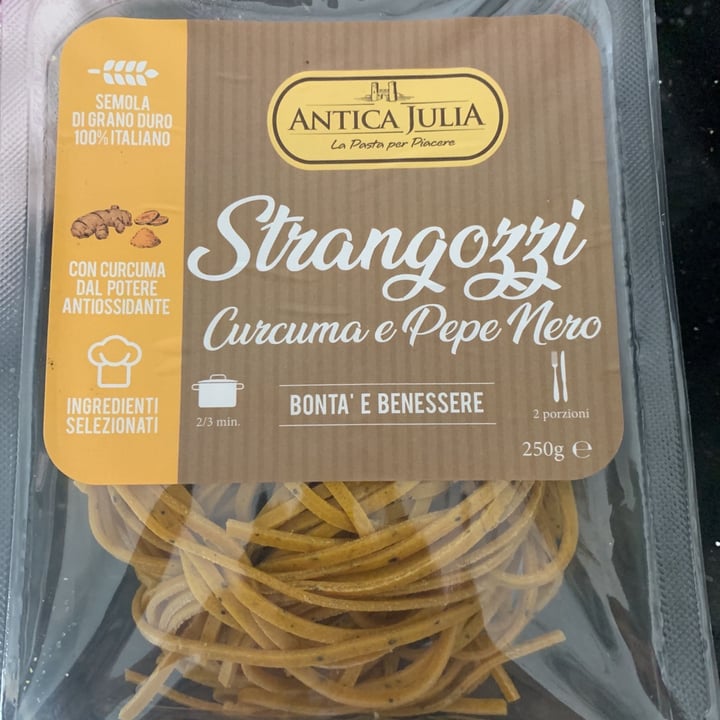 SEMOLA
DI GRANO DURO
100% ITALIANO
CON CURCUMA
DAL POTERE
ANTIOSSIDANTE
INGREDIENTI
SELEZIONATI
ANTICA JULIA
La Pasta per Piacere
Strangozzi
Curcuma e Pepe Nero
2/3 min.
BONTA' E BENESSERE
2 porzioni
250g ℮